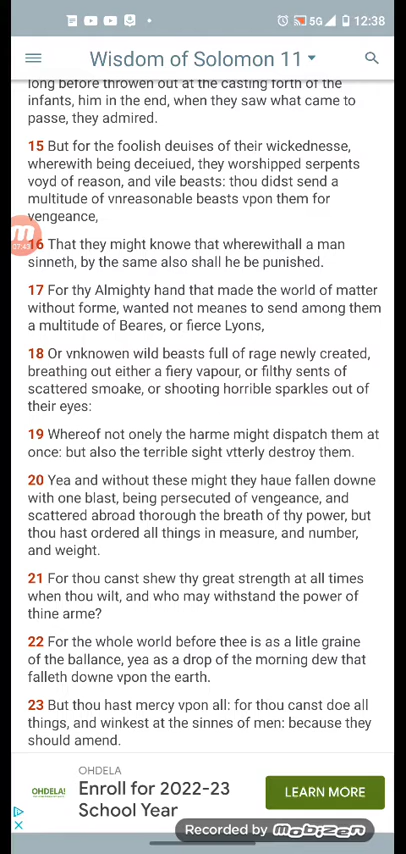 5G 12:38
Wisdom of Solomon 11
long before throwen out at the casting forth of the
infants, him in the end, when they saw what came to
passe, they admired.
15 But for the foolish deuises of their wickednesse,
wherewith being deceiued, they worshipped serpents
voyd of reason, and vile beasts: thou didst send a
multitude of vnreasonable beasts vpon them for
vengeance,
16 That they might knowe that wherewithall a man
sinneth, by the same also shall he be punished.
17 For thy Almighty hand that made the world of matter
without forme, wanted not meanes to send among them
a multitude of Beares, or fierce Lyons,
18 Or vnknowen wild beasts full of rage newly created,
breathing out either a fiery vapour, or filthy sents of
scattered smoake, or shooting horrible sparkles out of
their eyes:
19 Whereof not onely the harme might dispatch them at
once: but also the terrible sight vtterly destroy them.
20 Yea and without these might they haue fallen downe
with one blast, being persecuted of vengeance, and
scattered abroad thorough the breath of thy power, but
thou hast ordered all things in measure, and number,
and weight.
21 For thou canst shew thy great strength at all times
when thou wilt, and who may withstand the power of
thine arme?
22 For the whole world before thee is as a litle graine
of the ballance, yea as a drop of the morning dew that
falleth downe vpon the earth.
23 But thou hast mercy vpon all: for thou canst doe all
things, and winkest at the sinnes of men: because they
should amend.
OHDELA
OHDELA!
Enroll for 2022-23
School Year
LEARN MORE
Recorded by mobizen